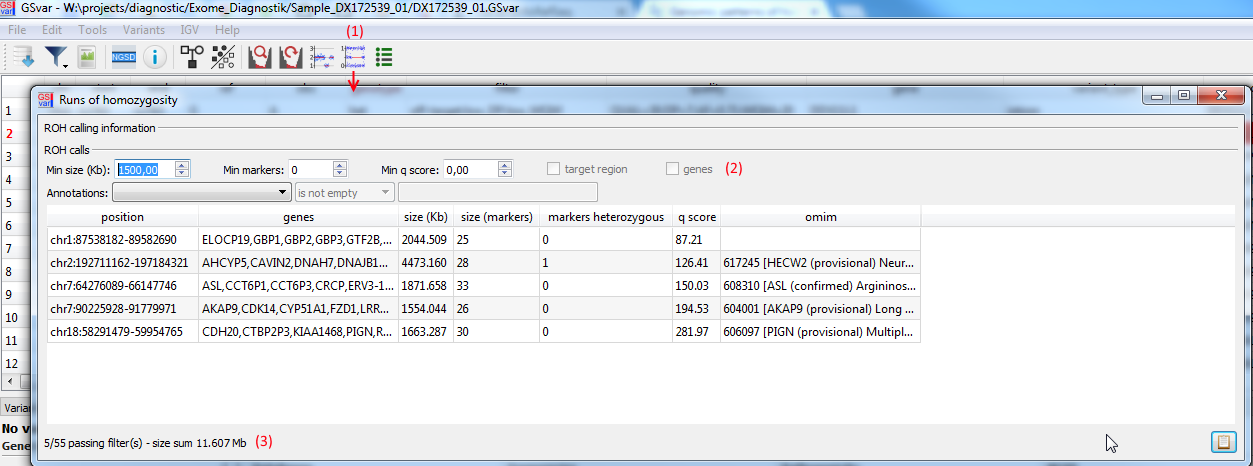 GSvar - W:\projects/diagnostic/Exome_Diagnostik/Sample_DX172539_01/DX172539_01.GSvar
(1)
File Edit Tools Variants IGV Help
NGSD
Runs of homozygosity
ROH calling information
ROH calls
Min size (Kb): 1500,00 Min markers: 0 Min q score: 0,00 target region genes (2)
Annotations: is not empty
position genes size (Kb) size (markers) markers heterozygous q score omim
chr1:87538182-89582690 ELOCP19,GBP1,GBP2,GBP3,GTF2B,... 2044.509 25 0 87.21
chr2:192711162-197184321 AHCYP5,CAVIN2,DNAH7,DNAJB1... 4473.160 28 1 126.41 617245 [HECW2 (provisional) Neur...
chr7:64276089-66147746 ASL,CCT6P1,CCT6P3,CRCP,ERV3-1... 1871.658 33 0 150.03 608310 [ASL (confirmed) Argininos...
chr7:90225928-91779971 AKAP9,CDK14,CYP51A1,FZD1,LRR... 1554.044 26 0 194.53 604001 [AKAP9 (provisional) Long ...
chr18:58291479-59954765 CDH20,CTBP2P3,KIAA1468,PIGN,R... 1663.287 30 0 281.97 606097 [PIGN (provisional) Multipl...
1
2
3
4
5
6
7
8
9
10
11
12
Varian
No v
Gene
5/55 passing filter(s) - size sum 11.607 Mb (3)